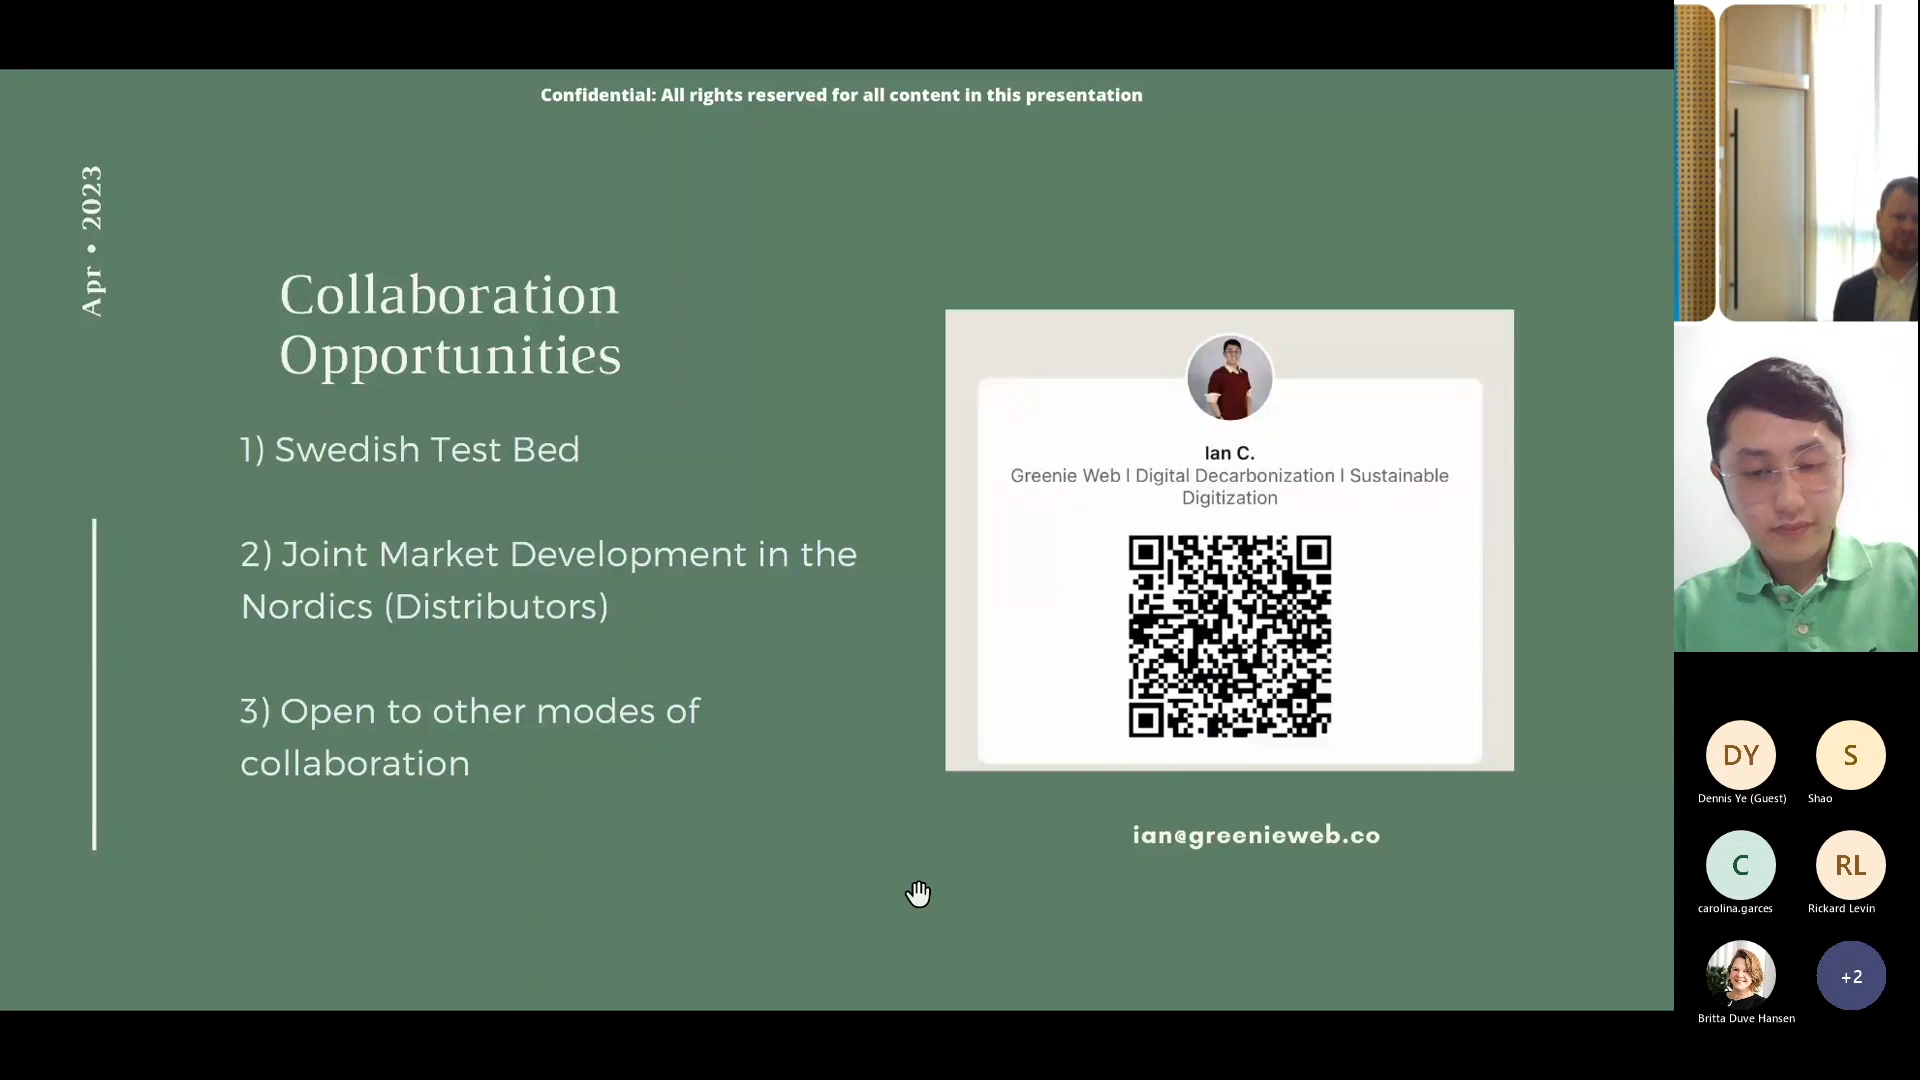 Confidential: All rights reserved for all content in this presentation
Apr • 2023
Collaboration
Opportunities
1) Swedish Test Bed
2) Joint Market Development in the
Nordics (Distributors)
3) Open to other modes of
collaboration
Ian C.
Greenie Web l Digital Decarbonization l Sustainable
Digitization
ian@greenieweb.co
DY
Dennis Ye (Guest)
S
Shao
C
carolina.garces
RL
Rickard Levin
Britta Duve Hansen
+2